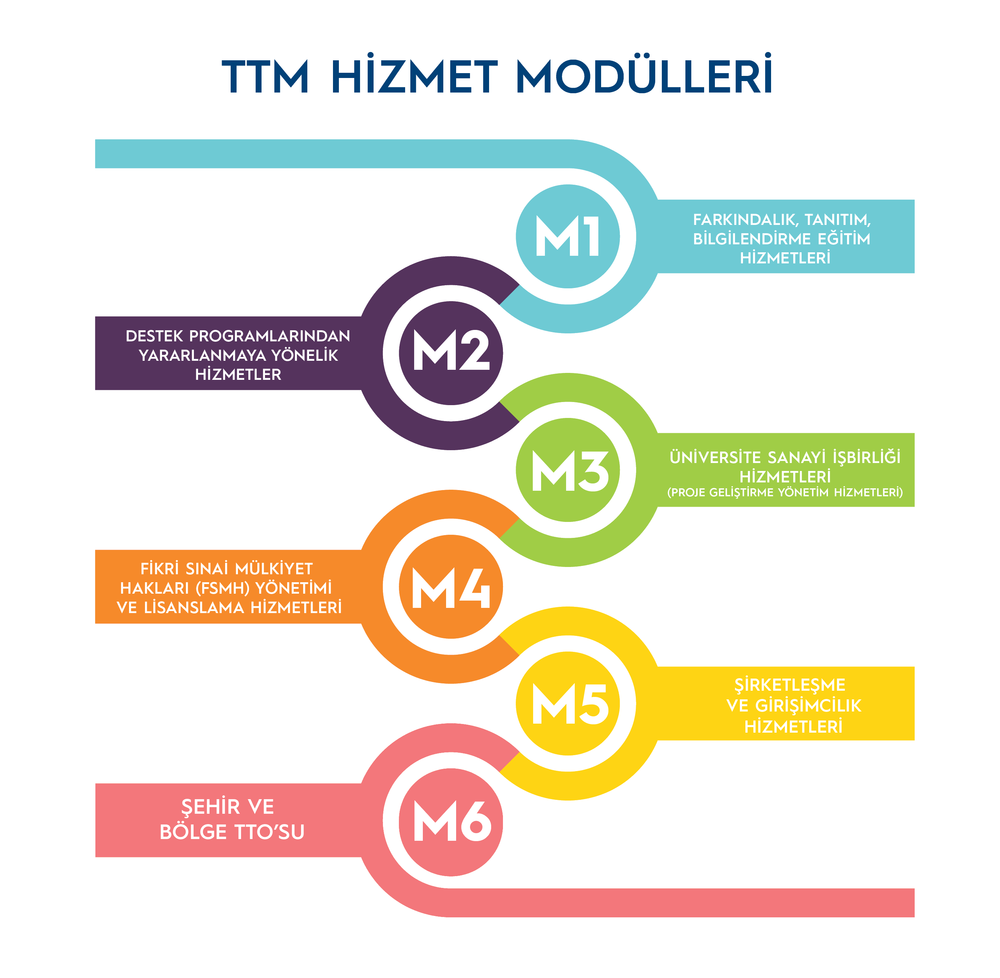 TTM HİZMET MODÜLLERİ
M1
FARKINDALIK, TANITIM,
BİLGİLENDİRME EĞİTİM
HİZMETLERİ
DESTEK PROGRAMLARINDAN
YARARLANMAYA YÖNELİK
HİZMETLER
M2
M3
ÜNİVERSİTE SANAYİ İŞBİRLİĞİ
HİZMETLERİ
(PROJE GELİŞTİRME YÖNETİM HİZMETLERİ)
FİKRİ SINAİ MÜLKİYET
HAKLARI (FSMH) YÖNETİMİ
VE LİSANSLAMA HİZMETLERİ
M4
M5
ŞİRKETLEŞME
VE GİRİŞİMCİLIK
HİZMETLERİ
ŞEHİR VE
BÖLGE TTO'SU
M6